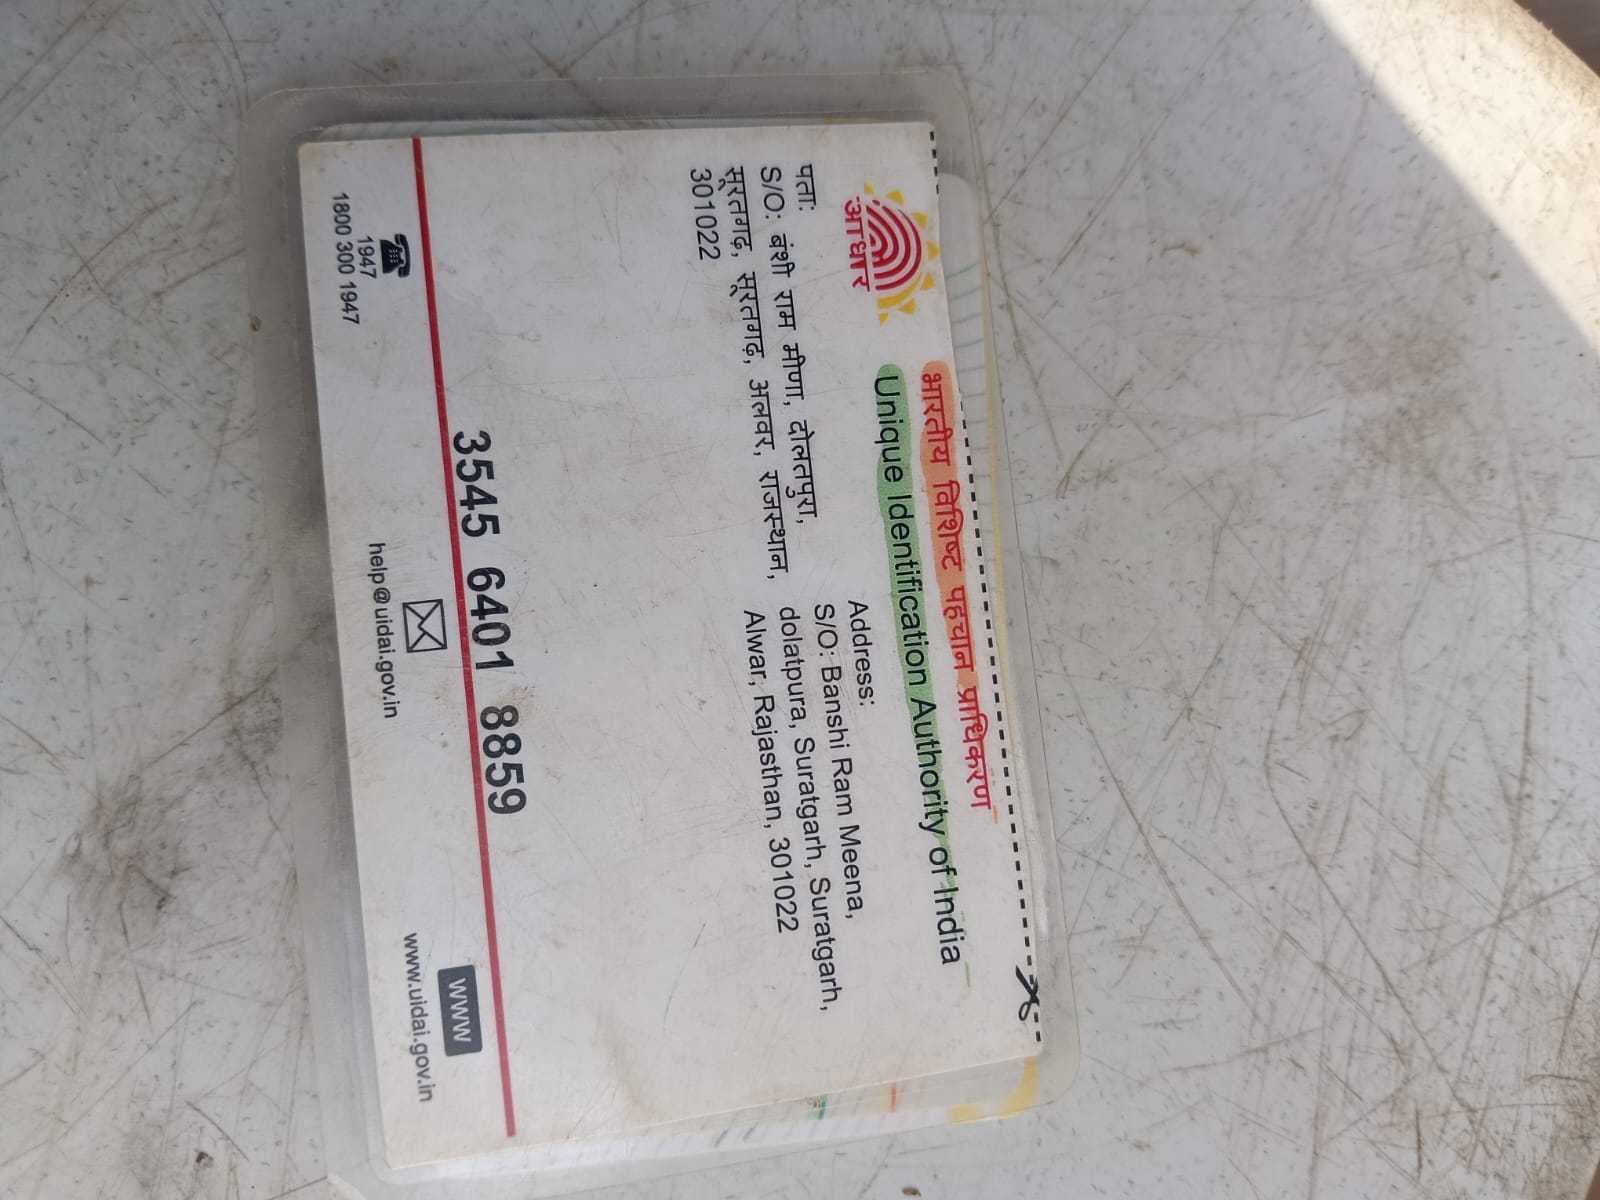 भारतीय विशिष्ट पहचान प्राधिकरण
Unique Identification Authority of India
आधार
पता:
S/O: बंशी राम मीणा, दोलतपुरा,
सूरतगढ़, सूरतगढ़, अलवर, राजस्थान,
301022
Address:
S/O: Banshi Ram Meena,
dolatpura, Suratgarh, Suratgarh,
Alwar, Rajasthan, 301022
3545 6401 8859
1947
1800 300 1947
help@uidai.gov.in
WWW
www.uidai.gov.in